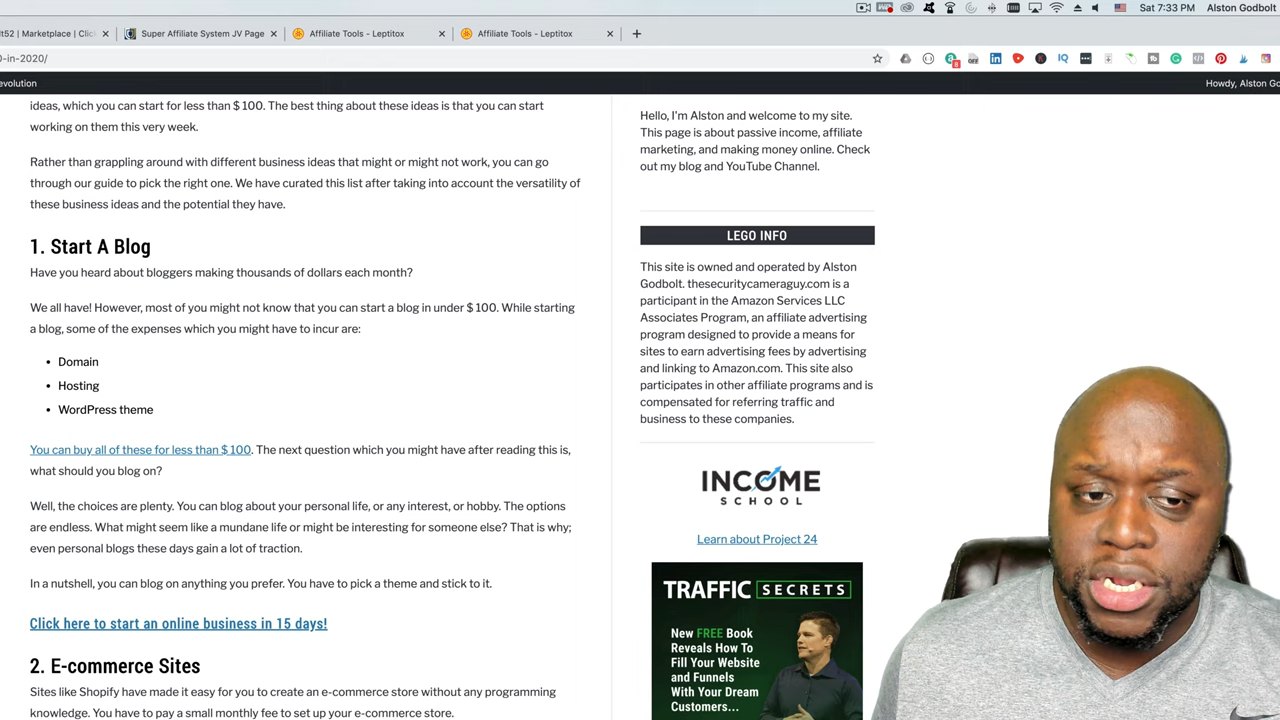 Sat 7:33 PM Alston Godbolt
t52 | Marketplace | Clic
Super Affiliate System JV Page
Affiliate Tools - Leptitox
Affiliate Tools - Leptitox
0-in-2020/
evolution
Howdy, Alston Go
ideas, which you can start for less than $100. The best thing about these ideas is that you can start
working on them this very week.
Rather than grappling around with different business ideas that might or might not work, you can go
through our guide to pick the right one. We have curated this list after taking into account the versatility of
these business ideas and the potential they have.
1. Start A Blog
Have you heard about bloggers making thousands of dollars each month?
We all have! However, most of you might not know that you can start a blog in under $100. While starting
a blog, some of the expenses which you might have to incur are:
• Domain
• Hosting
• WordPress theme
You can buy all of these for less than $100. The next question which you might have after reading this is,
what should you blog on?
Well, the choices are plenty. You can blog about your personal life, or any interest, or hobby. The options
are endless. What might seem like a mundane life or might be interesting for someone else? That is why;
even personal blogs these days gain a lot of traction.
In a nutshell, you can blog on anything you prefer. You have to pick a theme and stick to it.
Click here to start an online business in 15 days!
2. E-commerce Sites
Sites like Shopify have made it easy for you to create an e-commerce store without any programming
knowledge. You have to pay a small monthly fee to set up your e-commerce store.
Hello, I'm Alston and welcome to my site.
This page is about passive income, affiliate
marketing, and making money online. Check
out my blog and YouTube Channel.
LEGO INFO
This site is owned and operated by Alston
Godbolt. thesecuritycameraguy.com is a
participant in the Amazon Services LLC
Associates Program, an affiliate advertising
program designed to provide a means for
sites to earn advertising fees by advertising
and linking to Amazon.com. This site also
participates in other affiliate programs and is
compensated for referring traffic and
business to these companies.
INCOME
SCHOOL
Learn about Project 24
TRAFFIC SECRETS
New FREE Book
Reveals How To
Fill Your Website
and Funnels
With Your Dream
Customers...